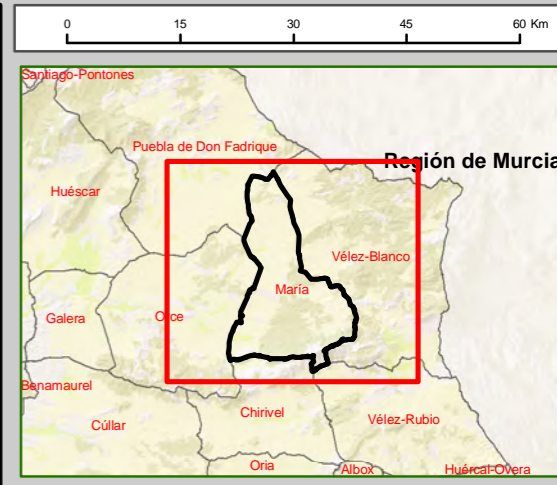 0 15 30 45 60 Km
Santiago-Pontones
Puebla de Don Fadrique
Región de Murcia
Huéscar
Vélez-Blanco
María
Galera
Orce
Benamaurel
Chirivel
Vélez-Rubio
Cúllar
Oria
Albox
Huércal-Overa